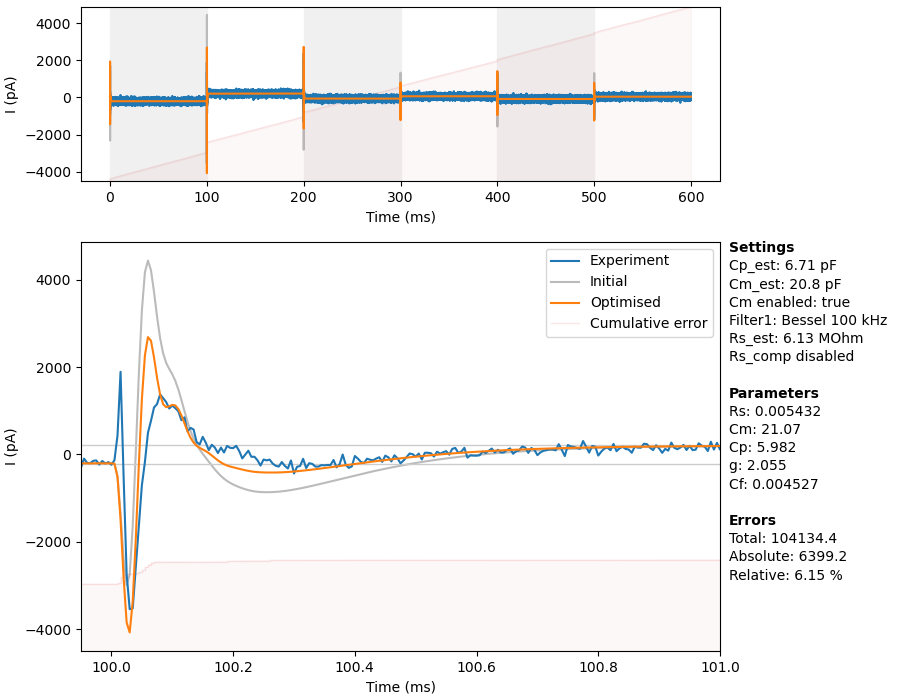 4000
2000
0
−2000
−4000
I (pA)
0 100 200 300 400 500 600
Time (ms)
4000
2000
0
−2000
−4000
I (pA)
Experiment
Initial
Optimised
Cumulative error
100.0 100.2 100.4 100.6 100.8 101.0
Time (ms)
Settings
Cp_est: 6.71 pF
Cm_est: 20.8 pF
Cm enabled: true
Filter1: Bessel 100 kHz
Rs_est: 6.13 MOhm
Rs_comp disabled
Parameters
Rs: 0.005432
Cm: 21.07
Cp: 5.982
g: 2.055
Cf: 0.004527
Errors
Total: 104134.4
Absolute: 6399.2
Relative: 6.15 %